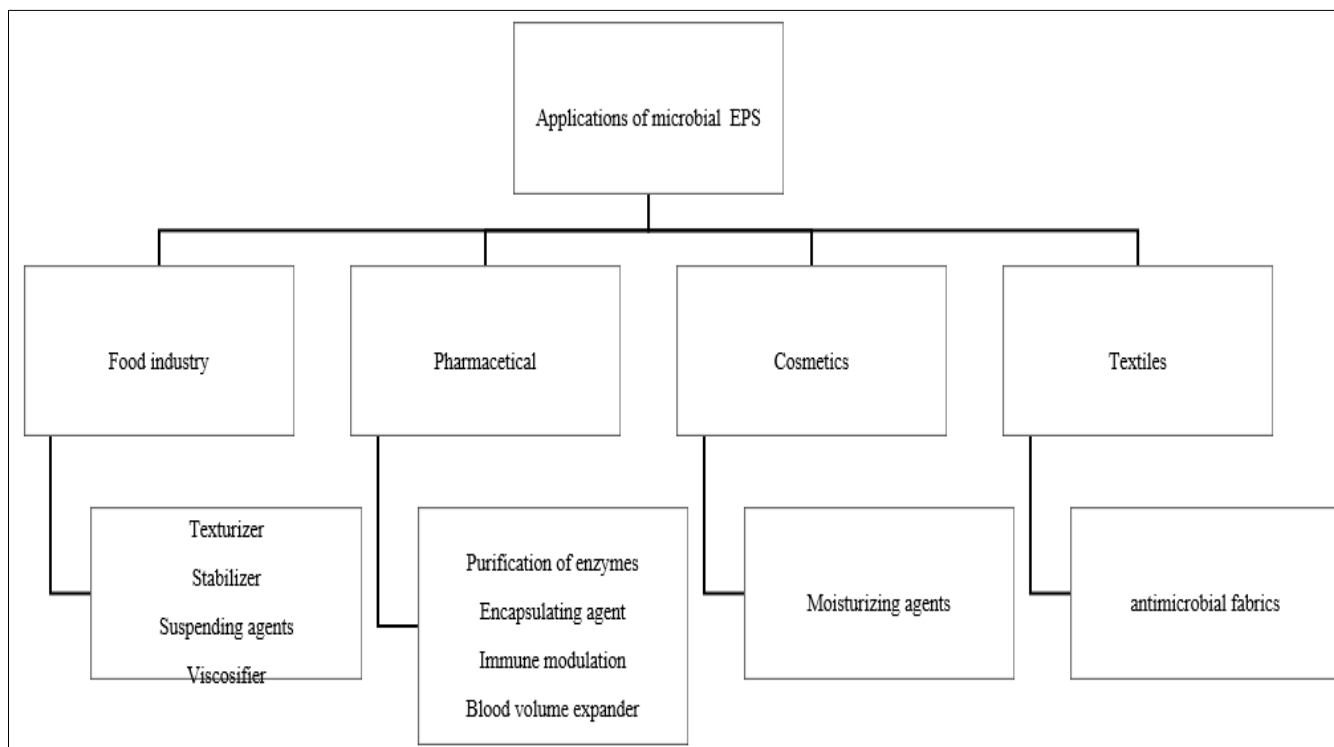 Applications of microbial EPS
Food industry
Pharmacetical
Cosmetics
Textiles
Texturizer
Stabilizer
Suspending agents
Viscosifier
Purification of enzymes
Encapsulating agent
Immune modulation
Blood volume expander
Moisturizing agents
antimicrobial fabrics